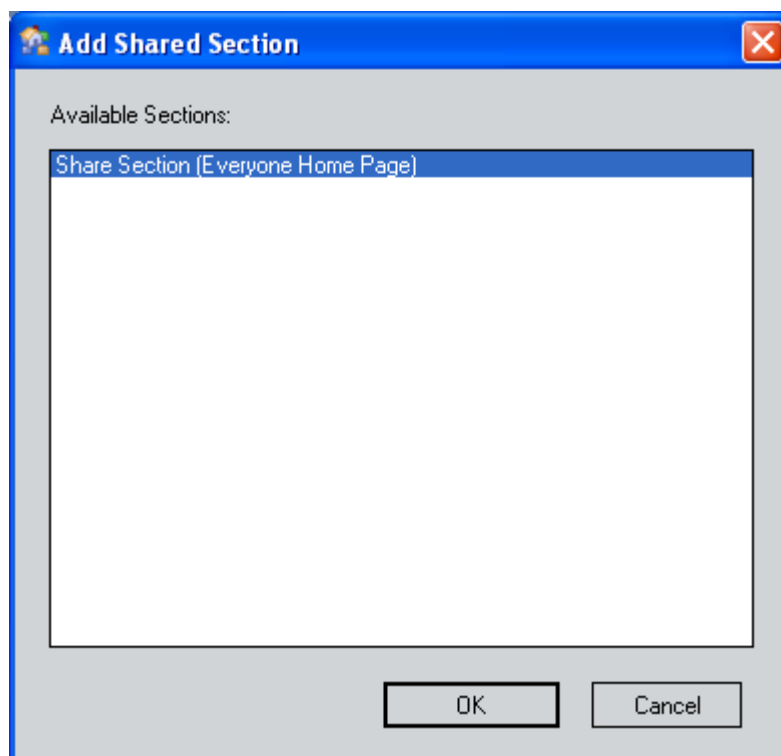 Add Shared Section
Available Sections:
Share Section (Everyone Home Page)
OK
Cancel